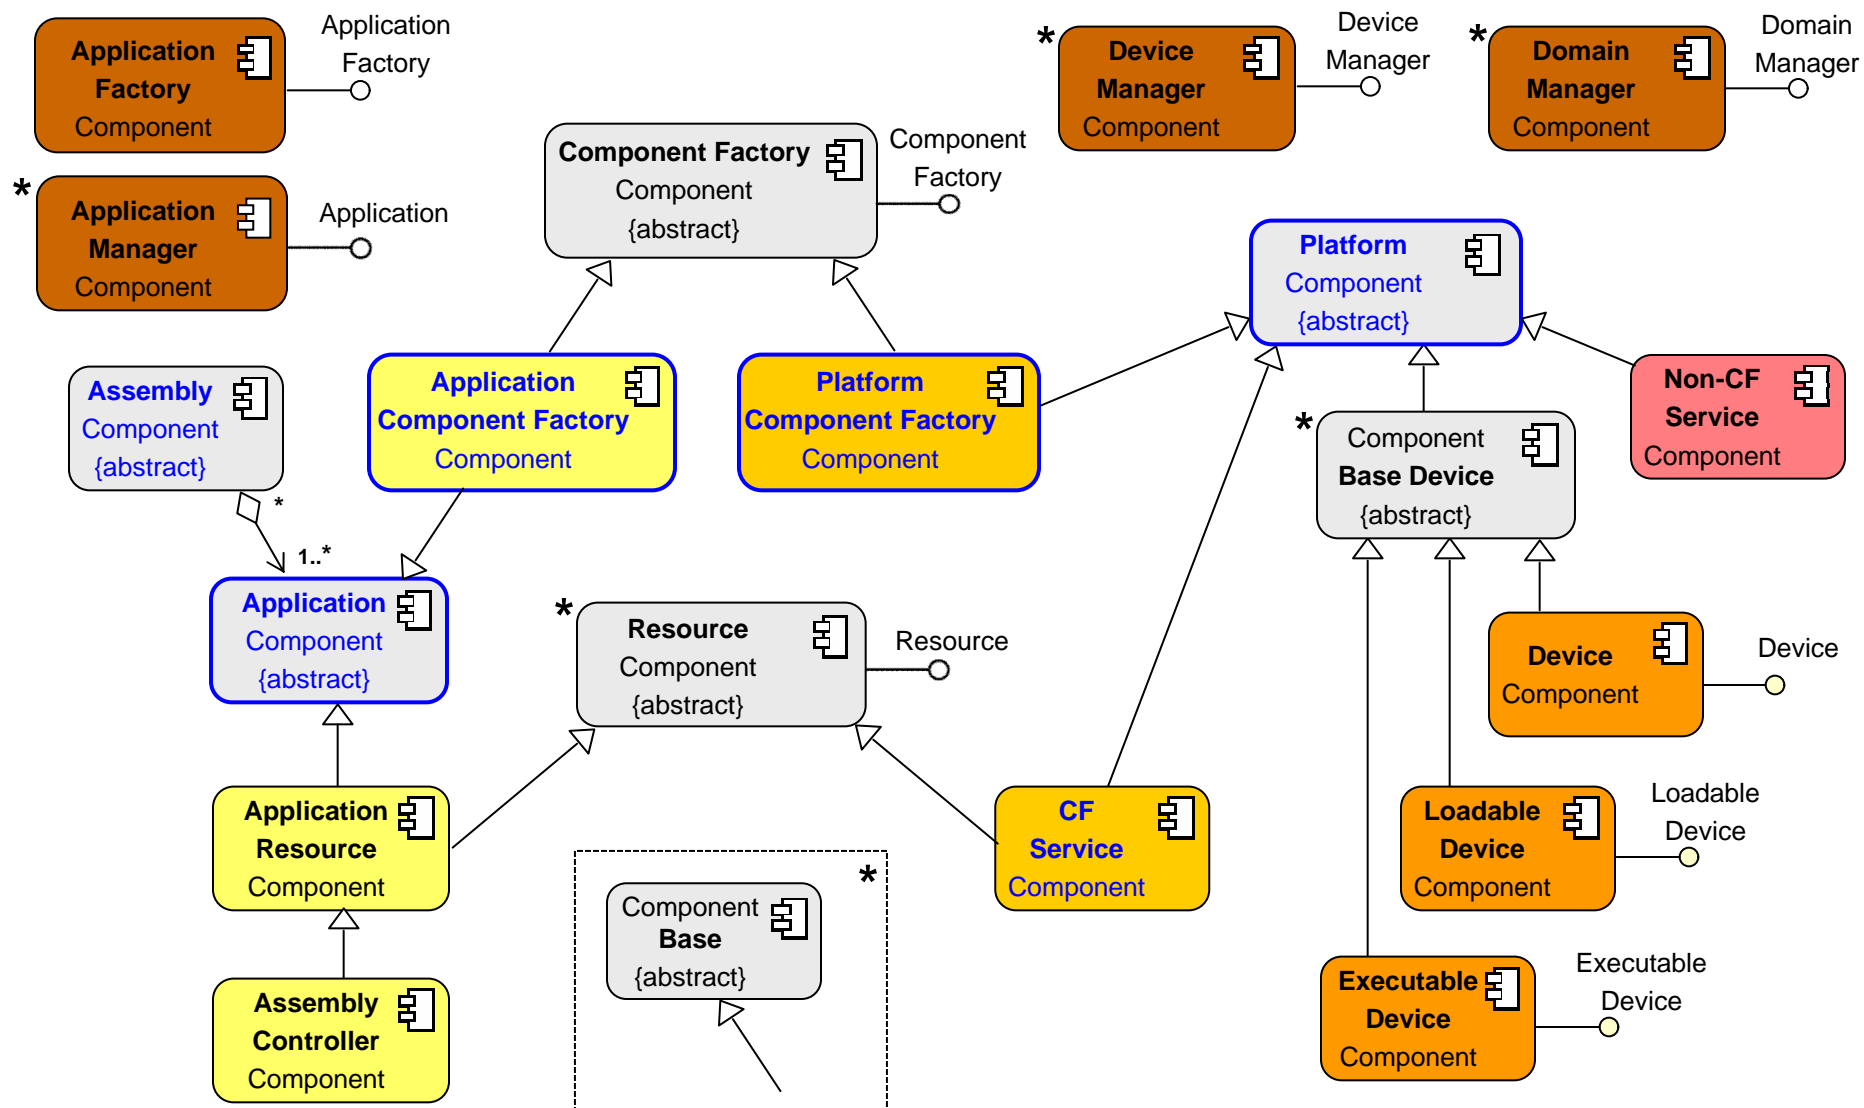 Application
Factory
Component
Application
Factory
*
Application
Manager
Component
Application
Component Factory
Component
{abstract}
Component
Factory
*
Device
Manager
Component
Device
Manager
*
Domain
Manager
Component
Domain
Manager
Platform
Component
{abstract}
Assembly
Component
{abstract}
*
1..*
Application
Component Factory
Component
Platform
Component Factory
Component
*
Component
Base Device
{abstract}
Non-CF
Service
Component
Application
Component
{abstract}
*
Resource
Component
{abstract}
Resource
Device
Component
Device
Application
Resource
Component
CF
Service
Component
Loadable
Device
Component
Loadable
Device
*
Component
Base
{abstract}
Assembly
Controller
Component
Executable
Device
Component
Executable
Device